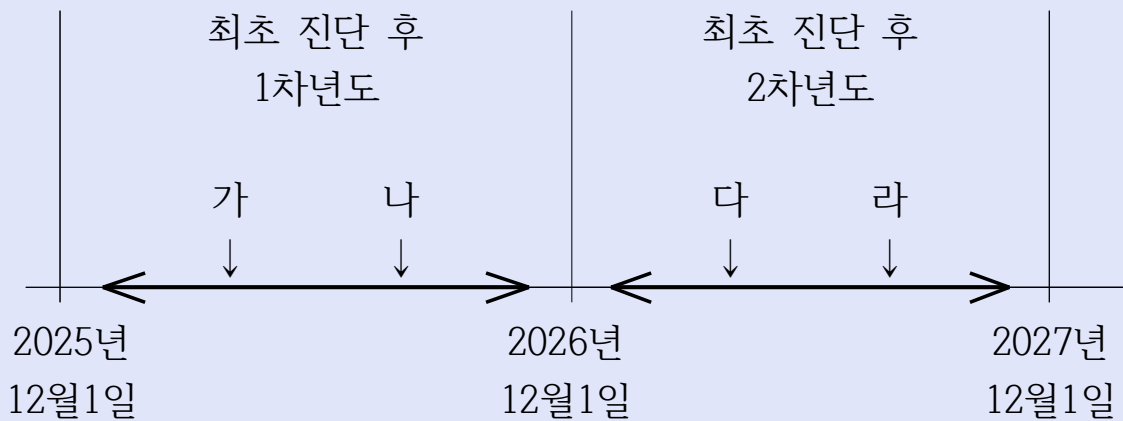 최초 진단 후 최초 진단 후
1차년도 2차년도
가 나 다 라
2025년 2026년 2027년
12월1일 12월1일 12월1일